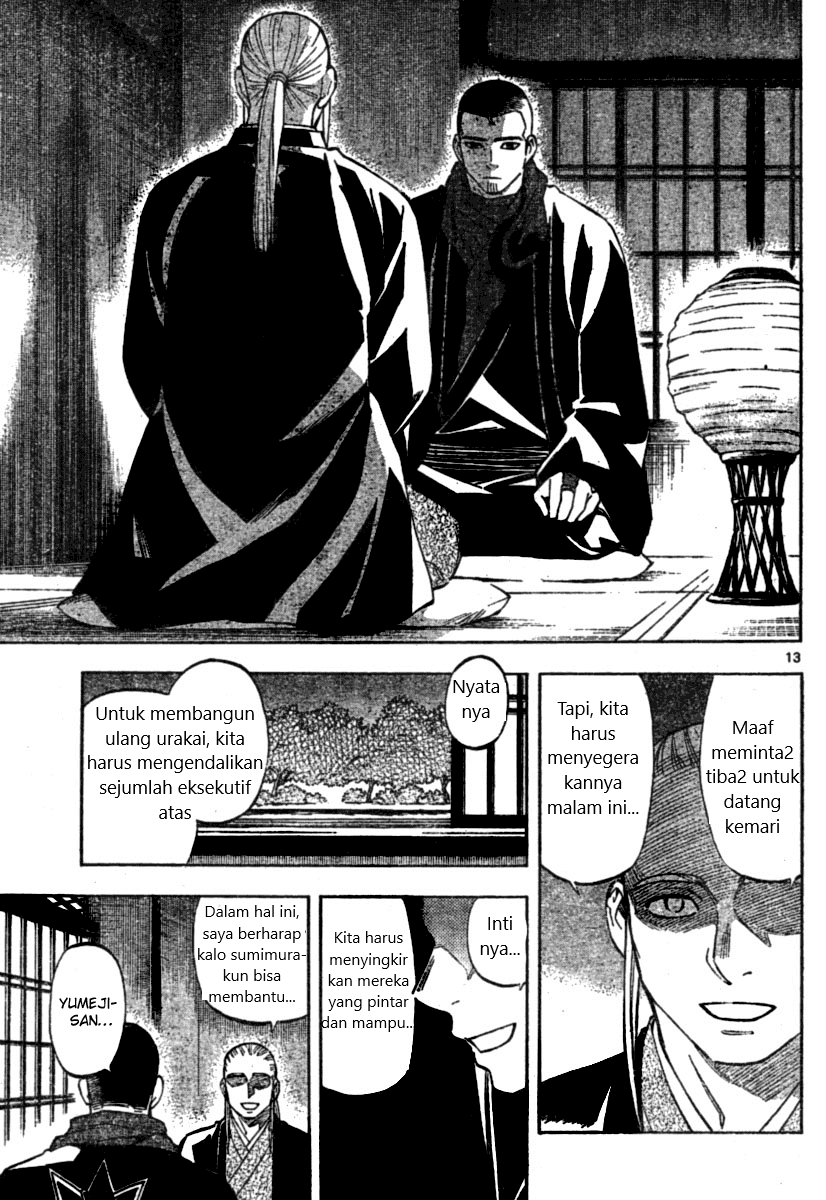 13
Maaf
meminta2
tiba2 untuk
datang
kemari
Tapi, kita
harus
menyegera
kannya
malam ini...
Nyata
nya
Untuk membangun
ulang urakai, kita
harus mengendalikan
sejumlah eksekutif
atas
Inti
nya...
Kita harus
menyingkir
kan mereka
yang pintar
dan mampu..
Dalam hal ini,
saya berharap
kalo sumimura-
kun bisa
membantu...
YUMEJI-
SAN...